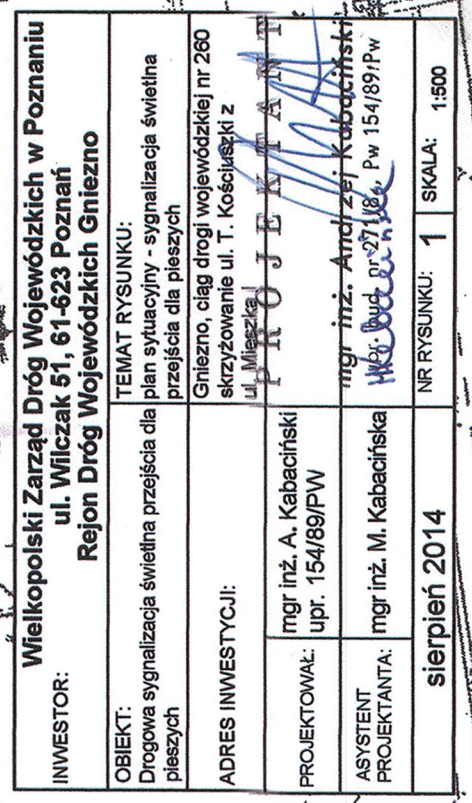 INWESTOR:
Wielkopolski Zarząd Dróg Wojewódzkich w Poznaniu
ul. Wilczak 51, 61-623 Poznań
Rejon Dróg Wojewódzkich Gniezno
OBIEKT:
Drogowa sygnalizacja świetlna przejścia dla
pieszych
TEMAT RYSUNKU:
plan sytuacyjny - sygnalizacja świetlna
przejścia dla pieszych
ADRES INWESTYCJI:
Gniezno, ciąg drogi wojewódzkiej nr 260
skrzyżowanie ul. T. Kościuszki z
ul. Mieszka I
PROJEKTOWAŁ:
mgr inż. A. Kabaciński
upr. 154/89/PW
PROJEKTANT
mgr inż. Andrzej Kabaciński
bud. nr 271/86, Pw 154/89/Pw
ASYSTENT
PROJEKTANTA:
mgr inż. M. Kabacińska
sierpień 2014
NR RYSUNKU:
1
SKALA:
1:500